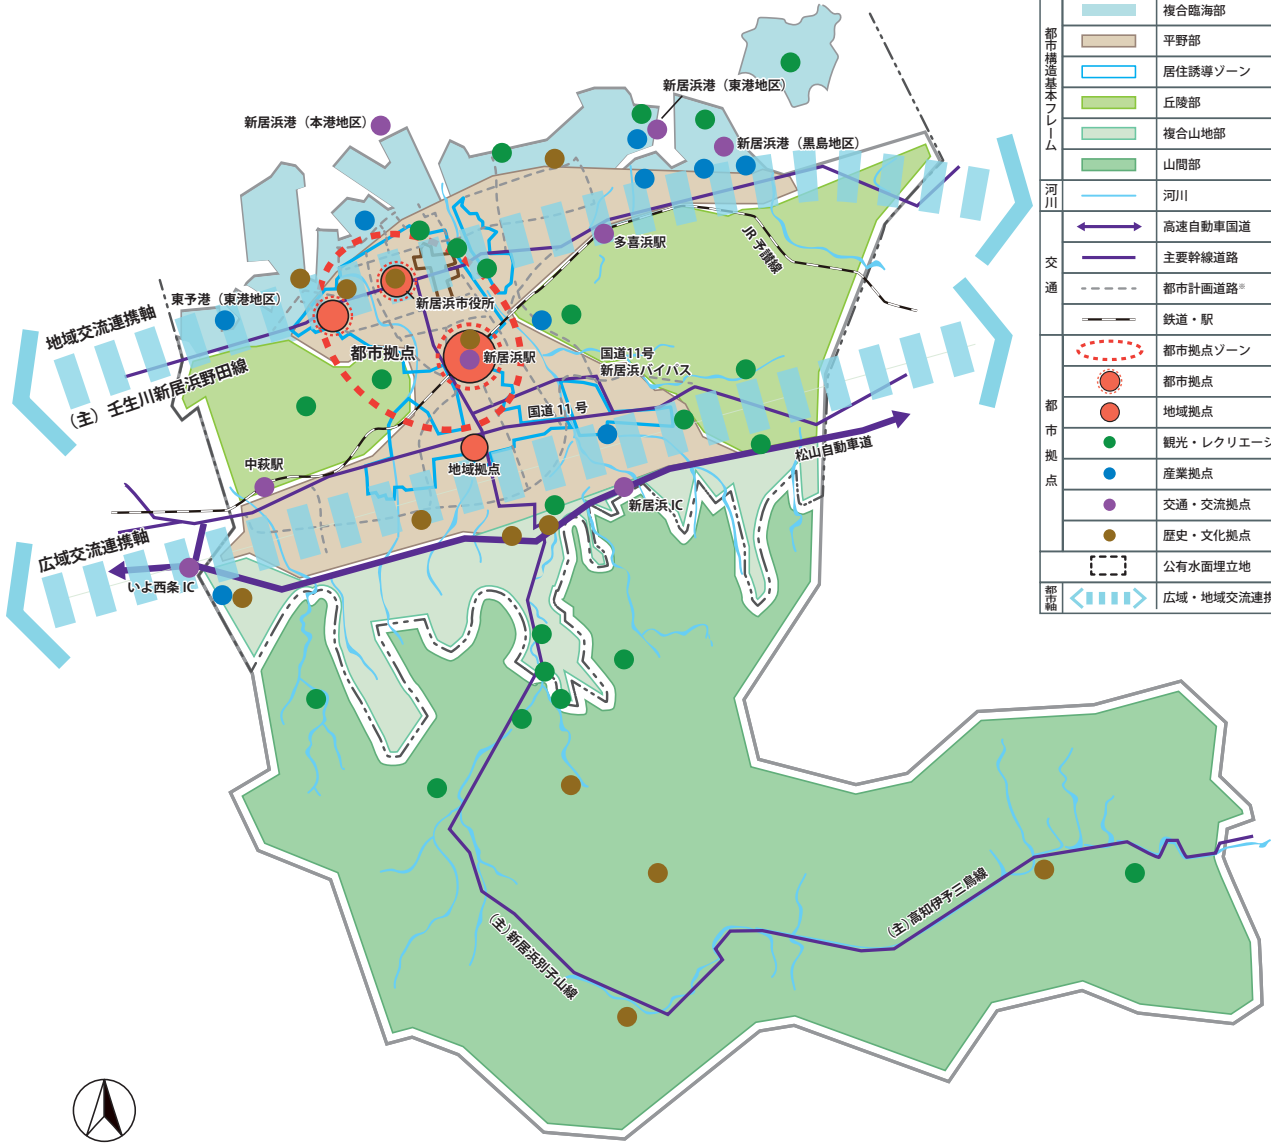 新居浜港（東港地区）
新居浜港（本港地区）
新居浜港（黒島地区）
多喜浜駅
JR予讃線
東予港（東港地区）
地域交流連携軸
（主）壬生川新居浜野田線
新居浜市役所
都市拠点
新居浜駅
国道11号
新居浜バイパス
国道 11 号
地域拠点
中萩駅
松山自動車道
新居浜 IC
広域交流連携軸
いよ西条 IC
（主）新居浜別子山線
（主）高知伊予三島線
都市構造基本フレーム
複合臨海部
平野部
居住誘導ゾーン
丘陵部
複合山地部
山間部
河川
河川
交通
高速自動車国道
主要幹線道路
都市計画道路※
鉄道・駅
都市拠点
都市拠点ゾーン
都市拠点
地域拠点
観光・レクリエーシ
産業拠点
交通・交流拠点
歴史・文化拠点
公有水面埋立地
都市軸
広域・地域交流連携